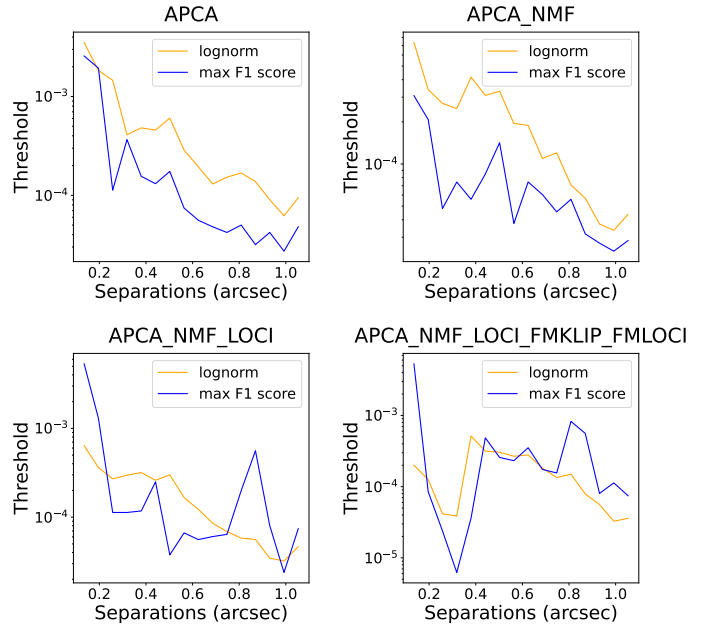 APCA
lognorm
max F1 score
10⁻³
10⁻⁴
Threshold
0.2 0.4 0.6 0.8 1.0
Separations (arcsec)
APCA_NMF
lognorm
max F1 score
10⁻⁴
Threshold
0.2 0.4 0.6 0.8 1.0
Separations (arcsec)
APCA_NMF_LOCI
lognorm
max F1 score
10⁻³
10⁻⁴
Threshold
0.2 0.4 0.6 0.8 1.0
Separations (arcsec)
APCA_NMF_LOCI_FMKLIP_FMLOCI
lognorm
max F1 score
10⁻³
10⁻⁴
10⁻⁵
Threshold
0.2 0.4 0.6 0.8 1.0
Separations (arcsec)